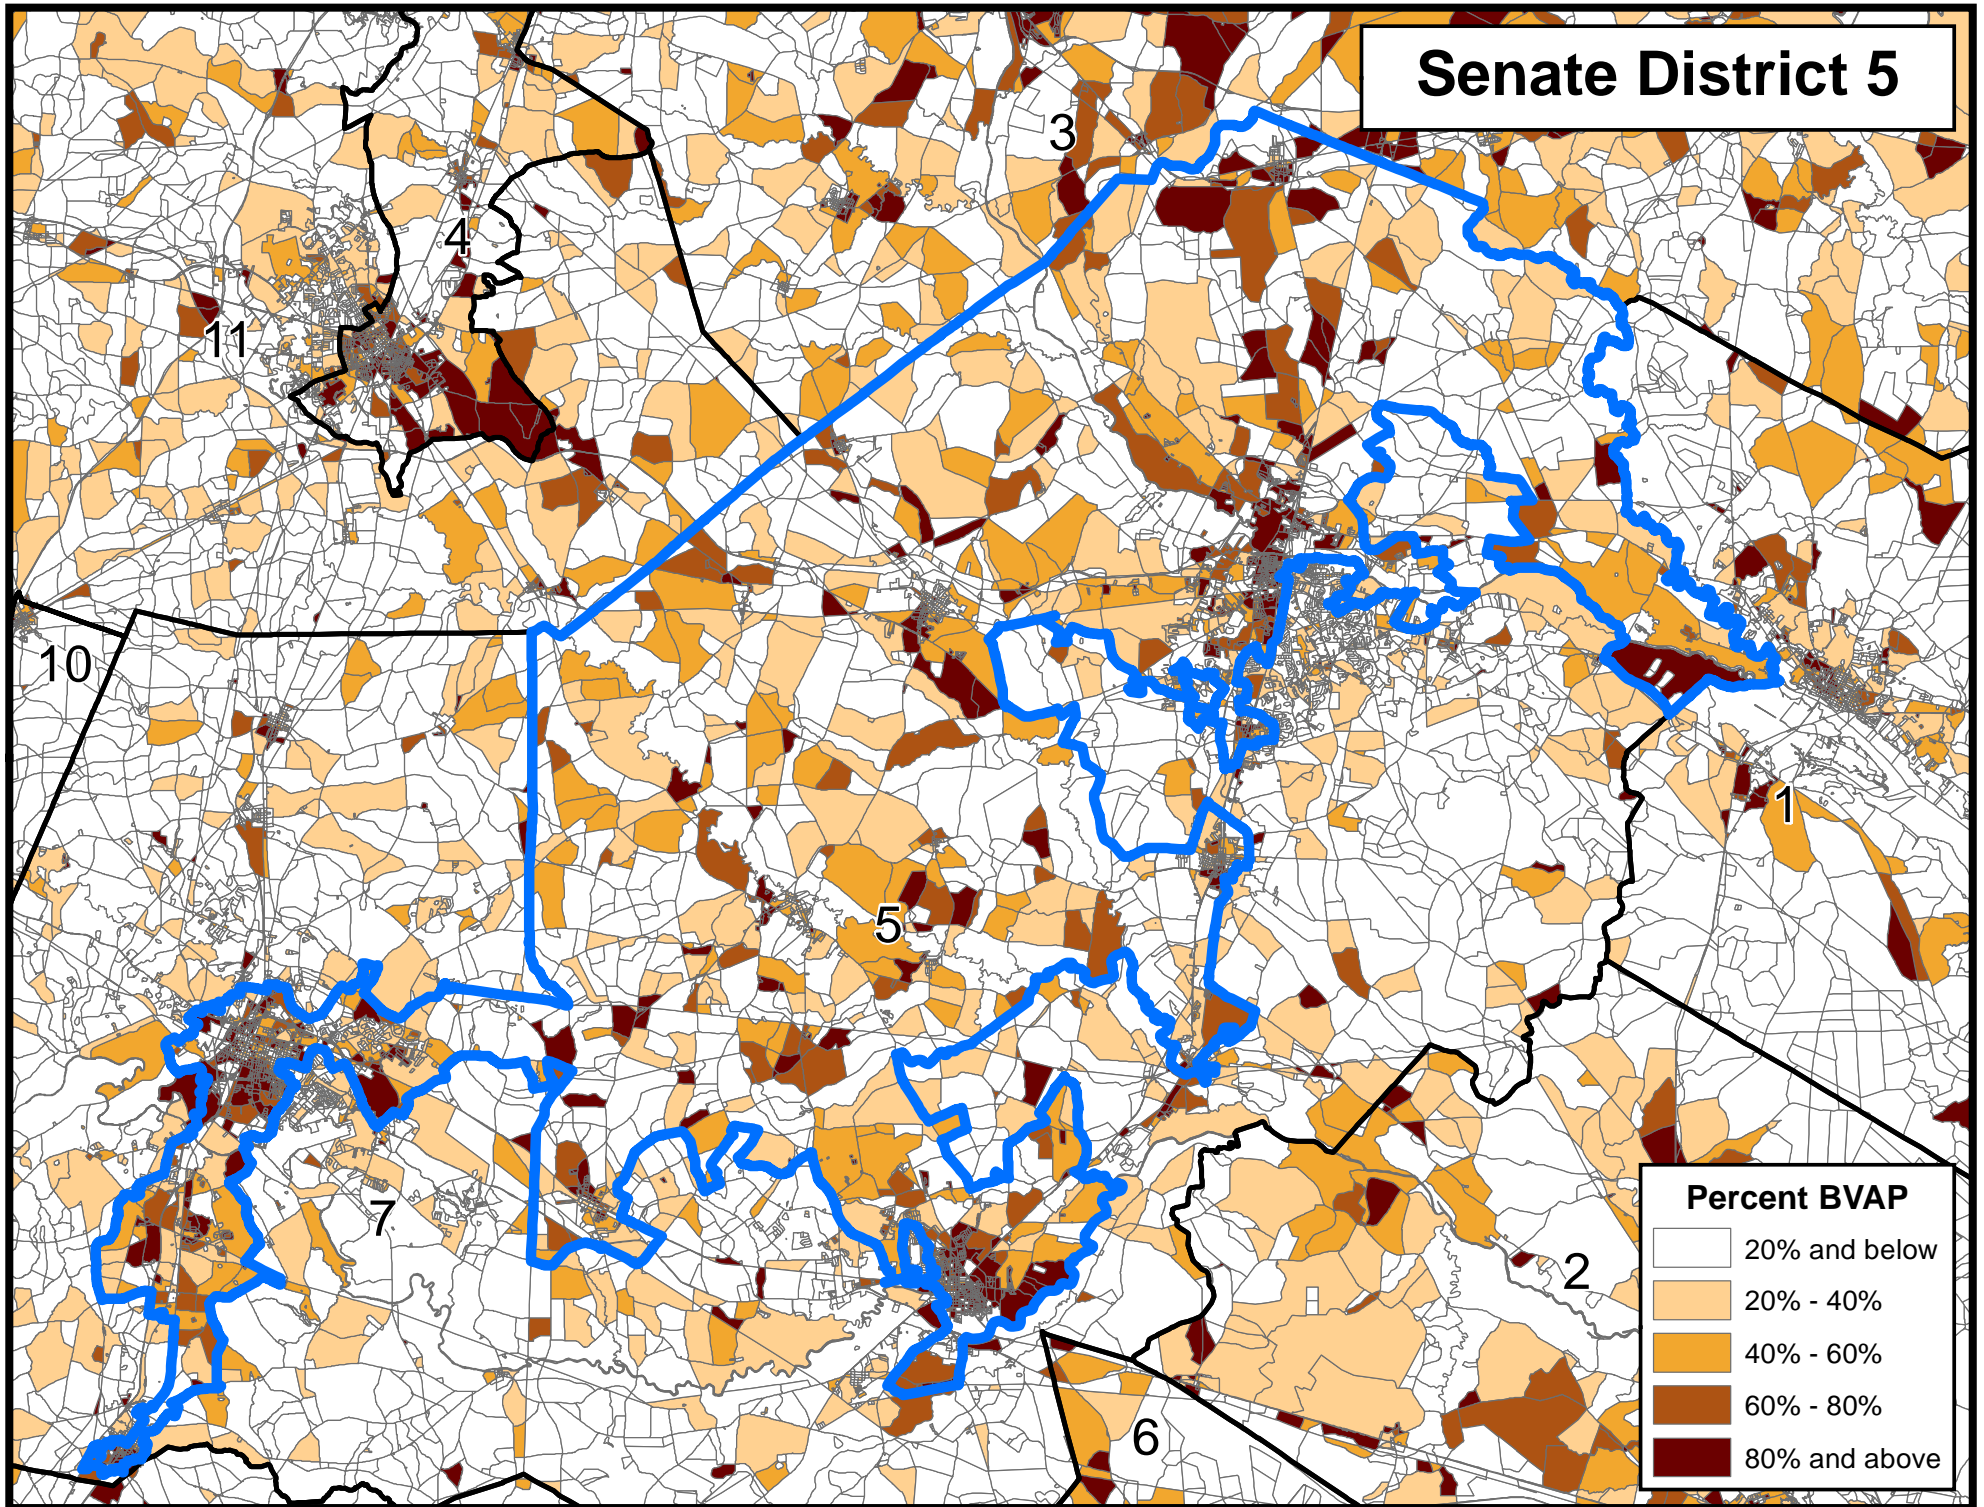 Senate District 5
3
4
11
10
1
5
7
2
6
Percent BVAP
20% and below
20% - 40%
40% - 60%
60% - 80%
80% and above